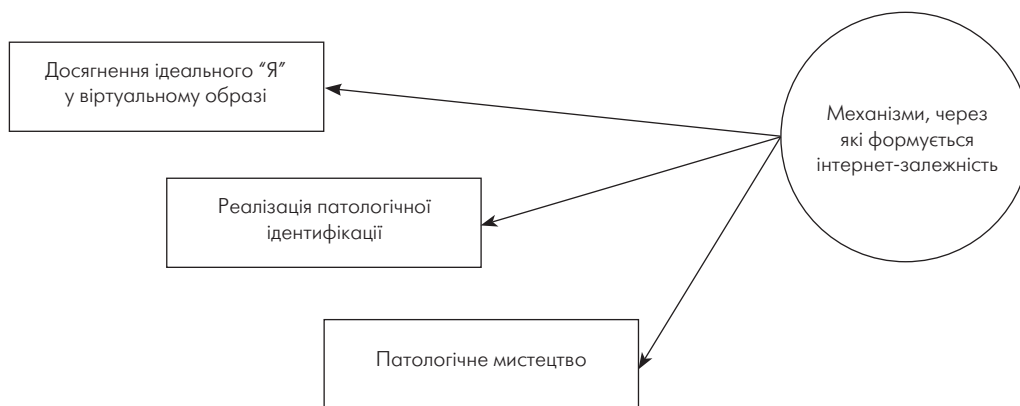 Досягнення ідеального “Я”
у віртуальному образі
Механізми, через
які формується
інтернет-залежність
Реалізація патологічної
ідентифікації
Патологічне мистецтво